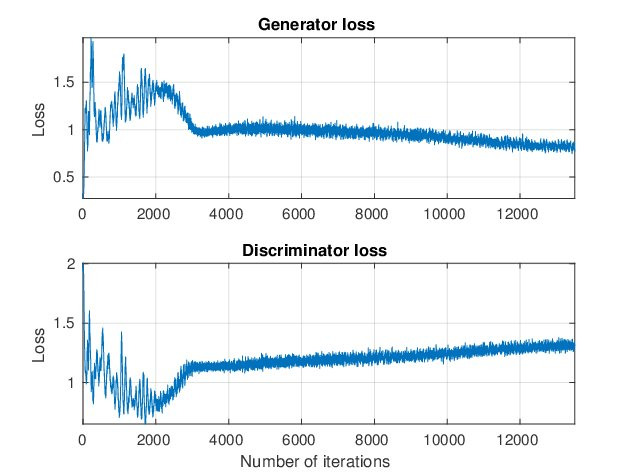 Generator loss
1.5
1
0.5
Loss
0 2000 4000 6000 8000 10000 12000
Discriminator loss
2
1.5
1
Loss
0 2000 4000 6000 8000 10000 12000
Number of iterations